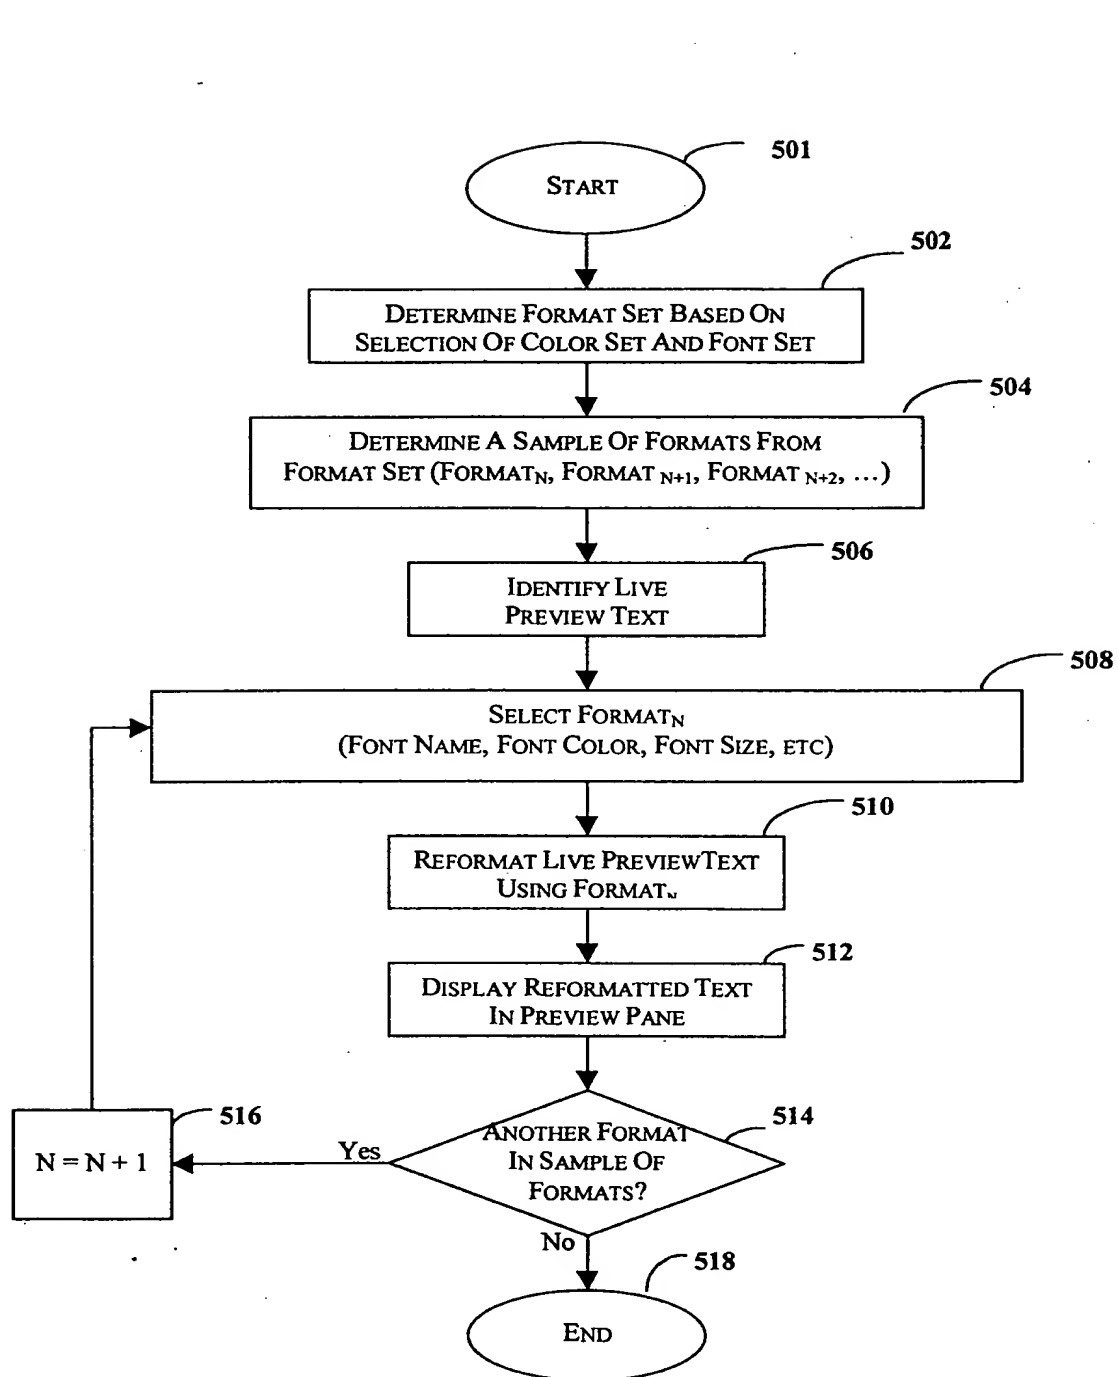 501
START
502
DETERMINE FORMAT SET BASED ON
SELECTION OF COLOR SET AND FONT SET
504
DETERMINE A SAMPLE OF FORMATS FROM
FORMAT SET (FORMATN, FORMAT N+1, FORMAT N+2, ...)
506
IDENTIFY LIVE
PREVIEW TEXT
508
SELECT FORMATN
(FONT NAME, FONT COLOR, FONT SIZE, ETC)
510
REFORMAT LIVE PREVIEWTEXT
USING FORMATN
512
DISPLAY REFORMATTED TEXT
IN PREVIEW PANE
516
N = N + 1
Yes
514
ANOTHER FORMAT
IN SAMPLE OF
FORMATS?
No
518
END